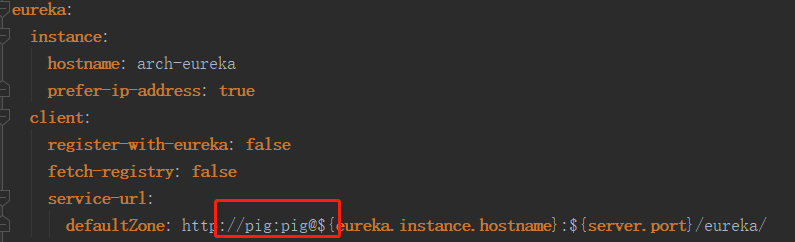 eureka:
instance:
hostname: arch-eureka
prefer-ip-address: true
client:
register-with-eureka: false
fetch-registry: false
service-url:
defaultZone: http://pig:pig@${eureka.instance.hostname}:${server.port}/eureka/